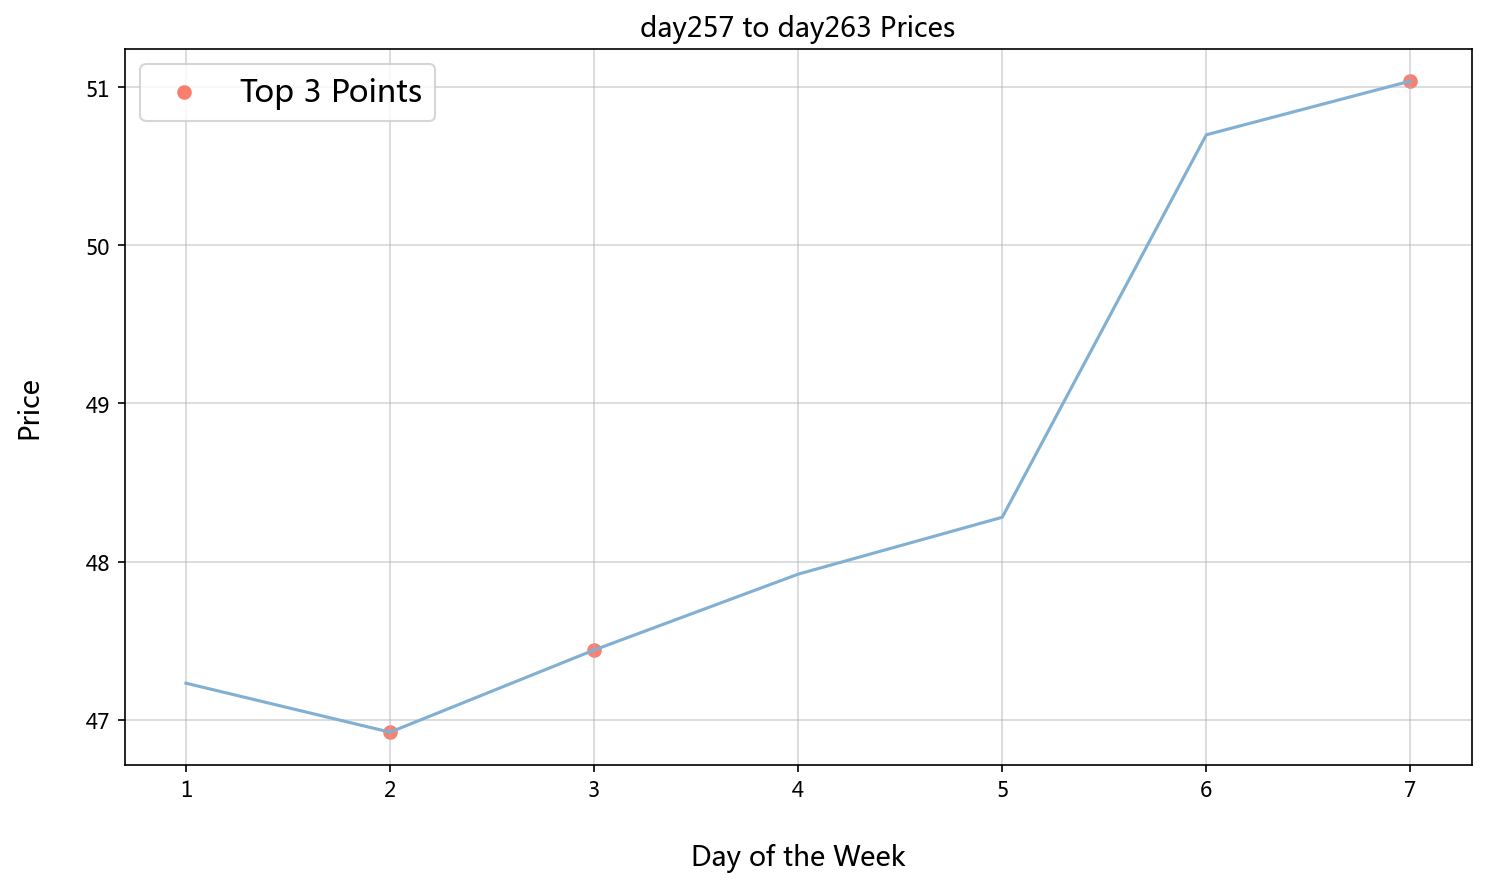 day257 to day263 Prices
Top 3 Points
51
50
49
48
47
Price
1 2 3 4 5 6 7
Day of the Week